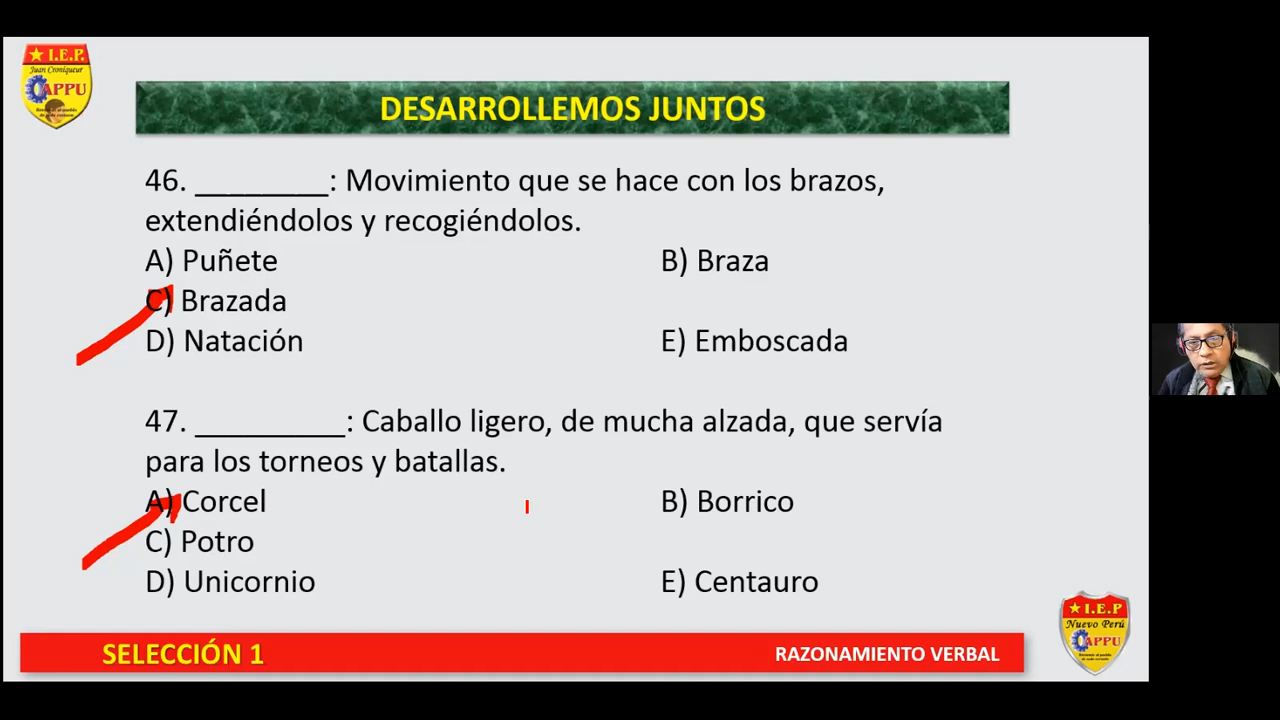 ★ I.E.P.
Juan Croniqueur
APPU
DESARROLLEMOS JUNTOS
46. ________: Movimiento que se hace con los brazos,
extendiéndolos y recogiéndolos.
A) Puñete B) Braza
C) Brazada
D) Natación E) Emboscada
47. _________: Caballo ligero, de mucha alzada, que servía
para los torneos y batallas.
A) Corcel B) Borrico
C) Potro
D) Unicornio E) Centauro
★ I.E.P
Nuevo Perú
APPU
SELECCIÓN 1 RAZONAMIENTO VERBAL